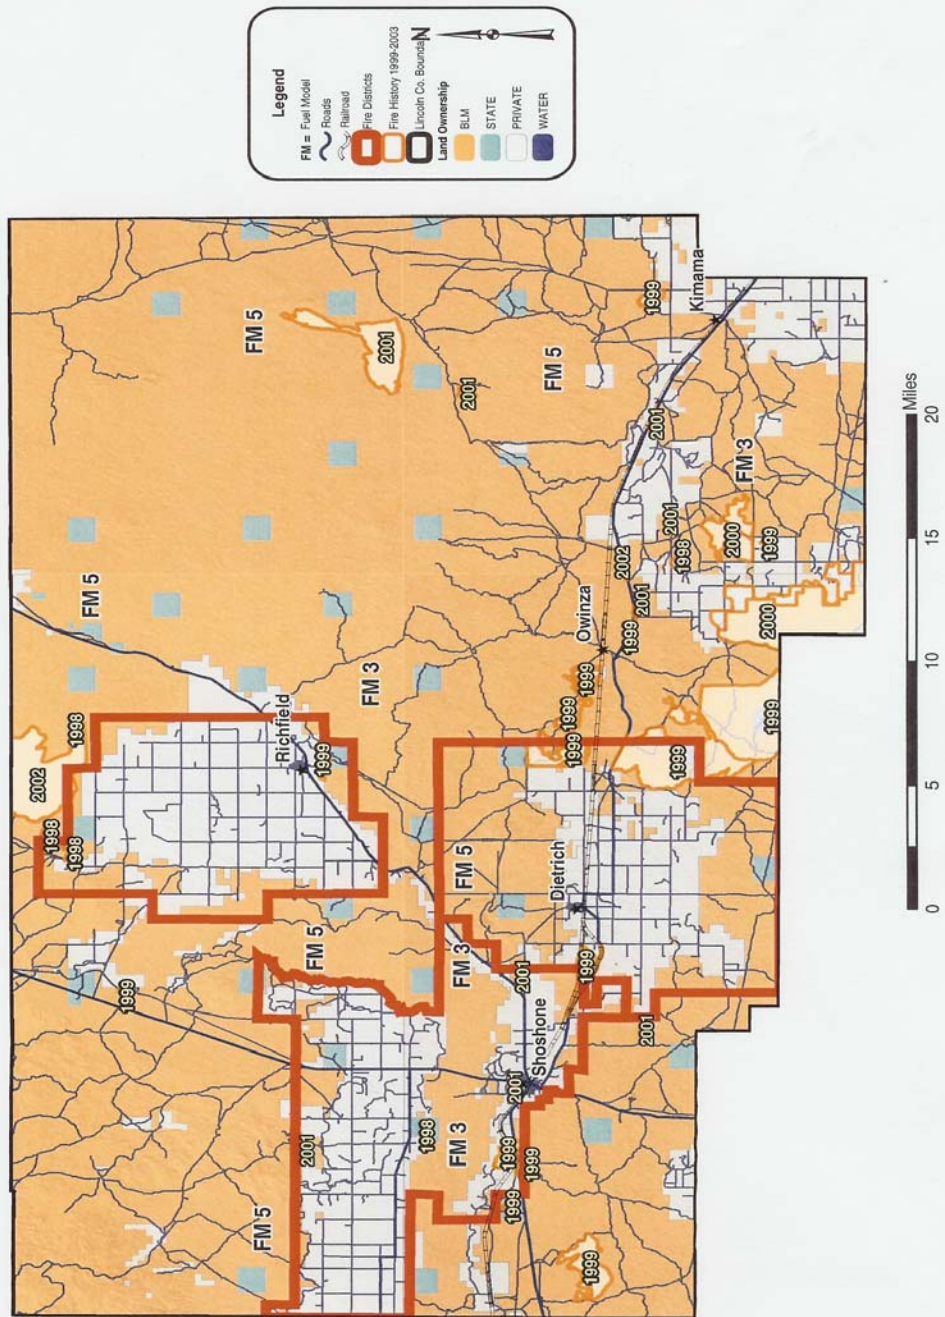 2002
1998
1998
1998
FM 5
1999
FM 5
FM 5
Richfield
2001
FM 5
1999
FM 3
2001
1998
FM 3
FM 3
FM 5
2001
1999
1999
2001
2001
1999
Shoshone
FM 5
Dietrich
1999
1999
1999
1999
Owinza
1999
2002
1999
2001
2001
1999
2001
2001
1999
1998
Kimama
2000
FM 3
1999
2000
1999
0 5 10 15 20 Miles
Legend
FM = Fuel Model
Roads
Railroad
Fire Districts
Fire History 1999-2003
Lincoln Co. Bounda
N
Land Ownership
BLM
STATE
PRIVATE
WATER